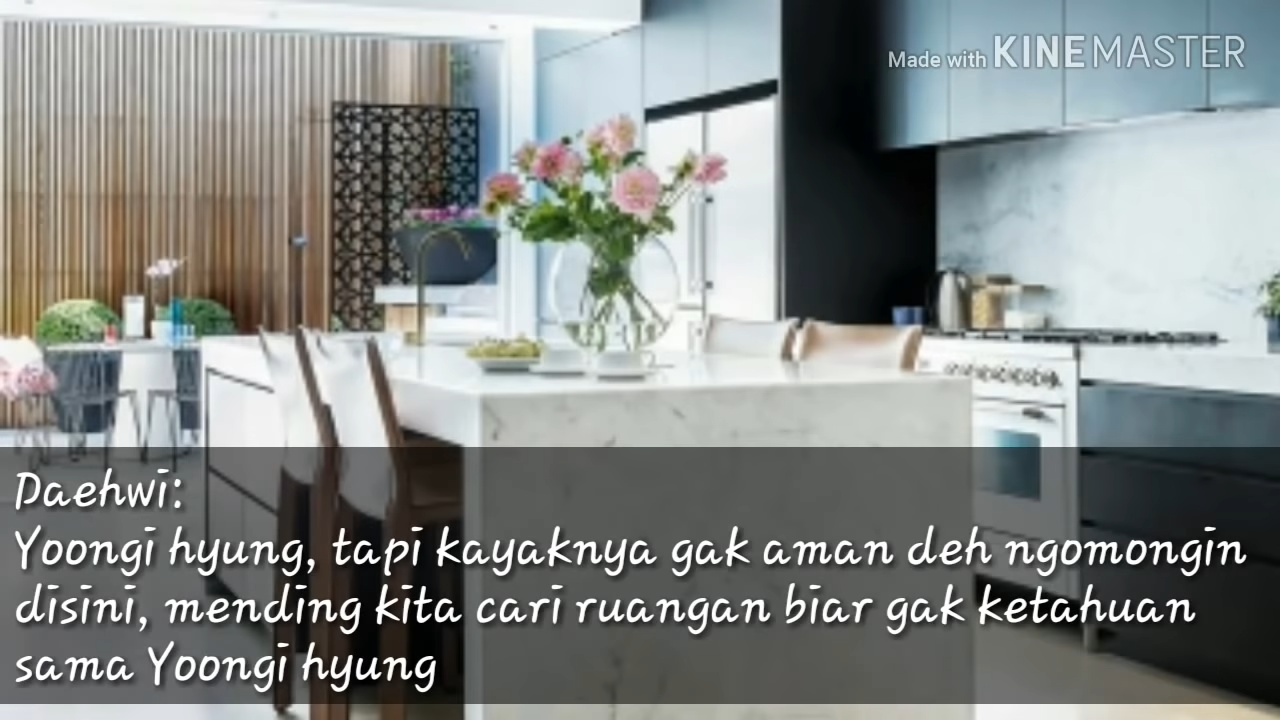 Made with KINEMASTER
Daehwi:
Yoongi hyung, tapi kayaknya gak aman deh ngomongin
disini, mending kita cari ruangan biar gak ketahuan
sama Yoongi hyung